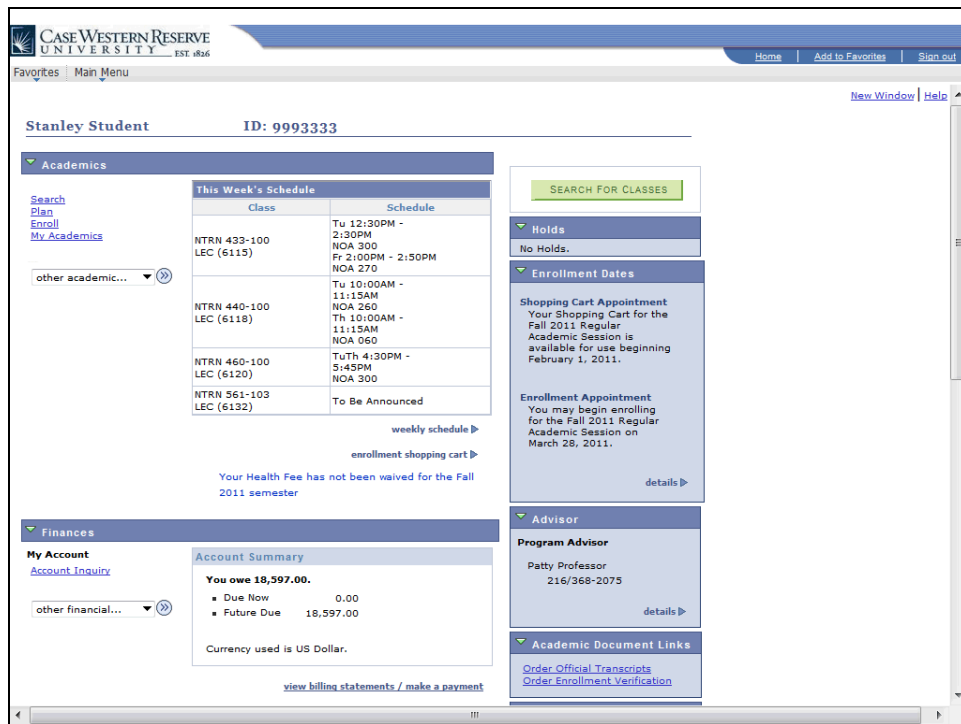 CASE WESTERN RESERVE
UNIVERSITY EST. 1826
Home Add to Favorites Sign out
Favorites Main Menu
New Window Help
Stanley Student ID: 9993333
Academics
Search
Plan
Enroll
My Academics
other academic...
This Week's Schedule
Class Schedule
NTRN 433-100
LEC (6115)
Tu 12:30PM -
2:30PM
NOA 300
Fr 2:00PM - 2:50PM
NOA 270
NTRN 440-100
LEC (6118)
Tu 10:00AM -
11:15AM
NOA 260
Th 10:00AM -
11:15AM
NOA 060
NTRN 460-100
LEC (6120)
TuTh 4:30PM -
5:45PM
NOA 300
NTRN 561-103
LEC (6132)
To Be Announced
weekly schedule
enrollment shopping cart
Your Health Fee has not been waived for the Fall
2011 semester
Finances
My Account
Account Inquiry
other financial...
Account Summary
You owe 18,597.00.
Due Now 0.00
Future Due 18,597.00
Currency used is US Dollar.
view billing statements / make a payment
SEARCH FOR CLASSES
Holds
No Holds.
Enrollment Dates
Shopping Cart Appointment
Your Shopping Cart for the
Fall 2011 Regular
Academic Session is
available for use beginning
February 1, 2011.
Enrollment Appointment
You may begin enrolling
for the Fall 2011 Regular
Academic Session on
March 28, 2011.
details
Advisor
Program Advisor
Patty Professor
216/368-2075
details
Academic Document Links
Order Official Transcripts
Order Enrollment Verification